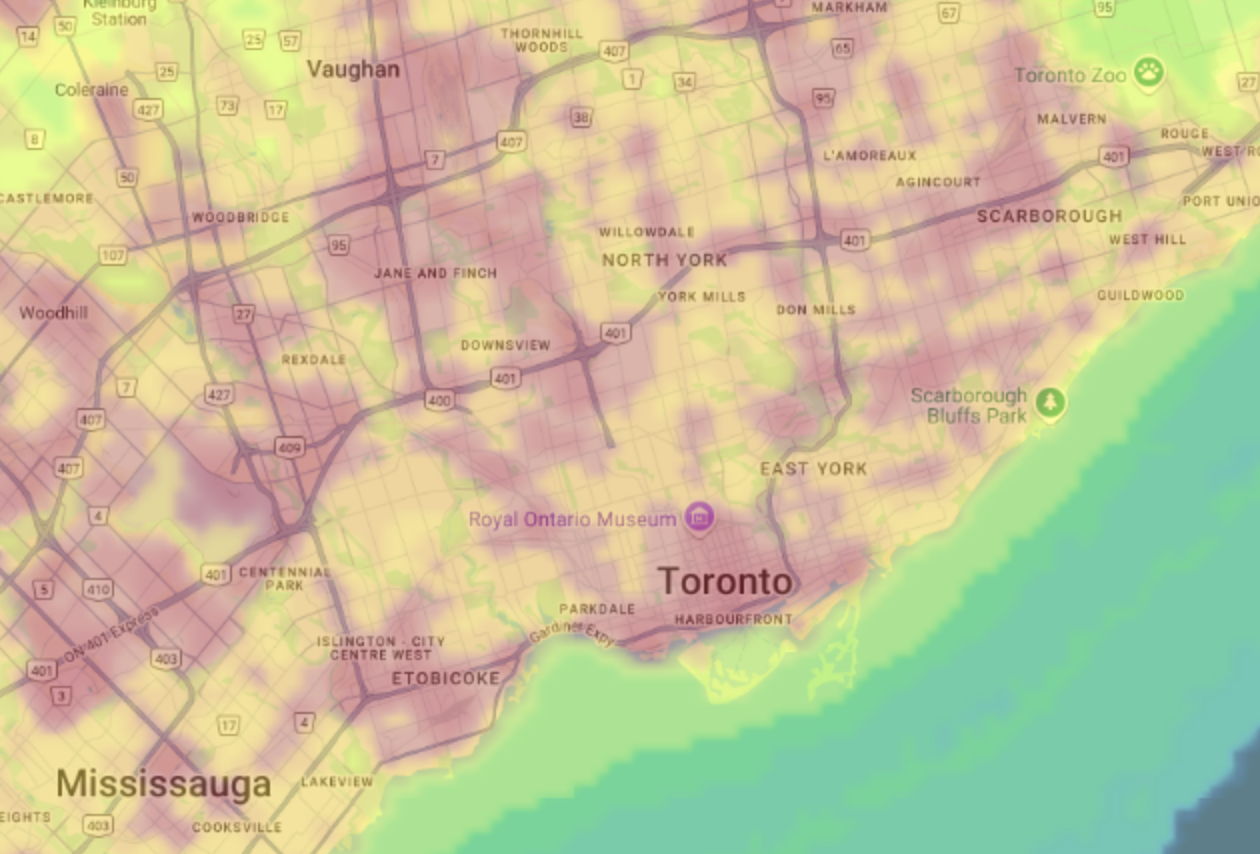 Kleinburg
Station
50
14
25
57
THORNHILL
WOODS
407
MARKHAM
67
95
65
Vaughan
25
1
34
Toronto Zoo
27
Coleraine
427
73
17
38
95
MALVERN
8
407
ROUGE
7
L'AMOREAUX
401
WEST RO
50
AGINCOURT
CASTLEMORE
PORT UNIO
WOODBRIDGE
SCARBOROUGH
WILLOWDALE
401
WEST HILL
107
95
NORTH YORK
JANE AND FINCH
YORK MILLS
GUILDWOOD
Woodhill
27
DON MILLS
401
DOWNSVIEW
REXDALE
401
7
427
400
Scarborough
Bluffs Park
407
409
407
EAST YORK
4
Royal Ontario Museum
401
CENTENNIAL
PARK
5
410
Toronto
PARKDALE
HARBOURFRONT
ON-401 Express
Gardiner Expy
ISLINGTON - CITY
CENTRE WEST
403
401
ETOBICOKE
3
17
4
Mississauga
LAKEVIEW
EIGHTS
403
COOKSVILLE